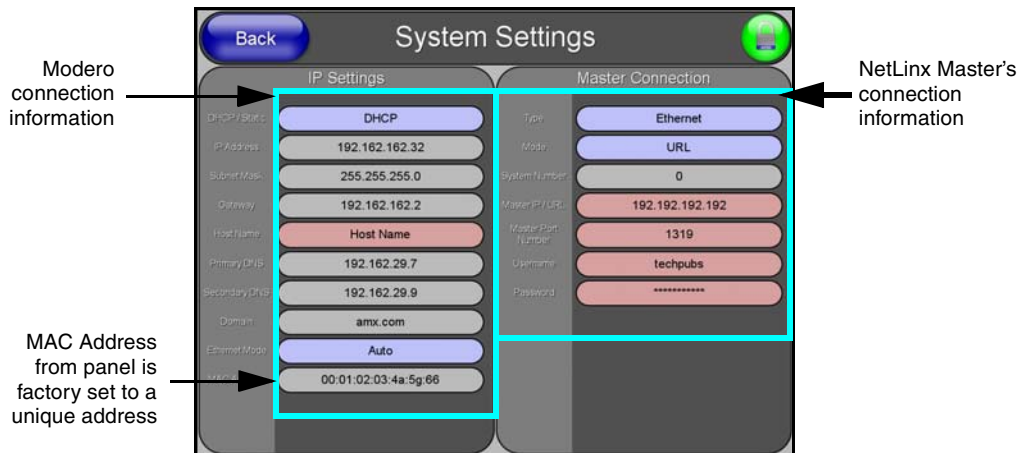 Back
System Settings
Modero
connection
information
NetLinx Master's
connection
information
IP Settings
DHCP / Static
DHCP
IP Address
192.162.162.32
Subnet Mask
255.255.255.0
Gateway
192.162.162.2
Host Name
Host Name
Primary DNS
192.162.29.7
Secondary DNS
192.162.29.9
Domain
amx.com
Ethernet Mode
Auto
00:01:02:03:4a:5g:66
MAC Address
from panel is
factory set to a
unique address
Master Connection
Type
Ethernet
Mode
URL
System Number
0
Master IP / URL
192.192.192.192
Master Port
Number
1319
Username
techpubs
Password
***********